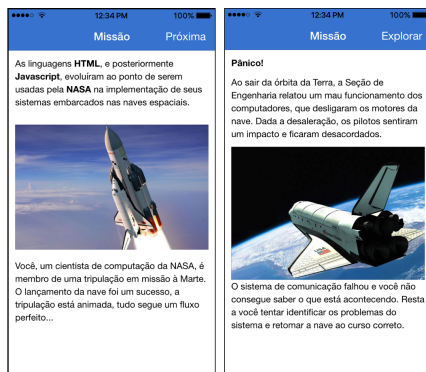 12:34 PM
100%
Missão
Próxima
As linguagens HTML, e posteriormente
Javascript, evoluíram ao ponto de serem
usadas pela NASA na implementação de seus
sistemas embarcados nas naves espaciais.
Você, um cientista de computação da NASA, é
membro de uma tripulação em missão à Marte.
O lançamento da nave foi um sucesso, a
tripulação está animada, tudo segue um fluxo
perfeito...
12:34 PM
100%
Missão
Explorar
Pânico!
Ao sair da órbita da Terra, a Seção de
Engenharia relatou um mau funcionamento dos
computadores, que desligaram os motores da
nave. Dada a desaleração, os pilotos sentiram
um impacto e ficaram desacordados.
O sistema de comunicação falhou e você não
consegue saber o que está acontecendo. Resta
a você tentar identificar os problemas do
sistema e retomar a nave ao curso correto.